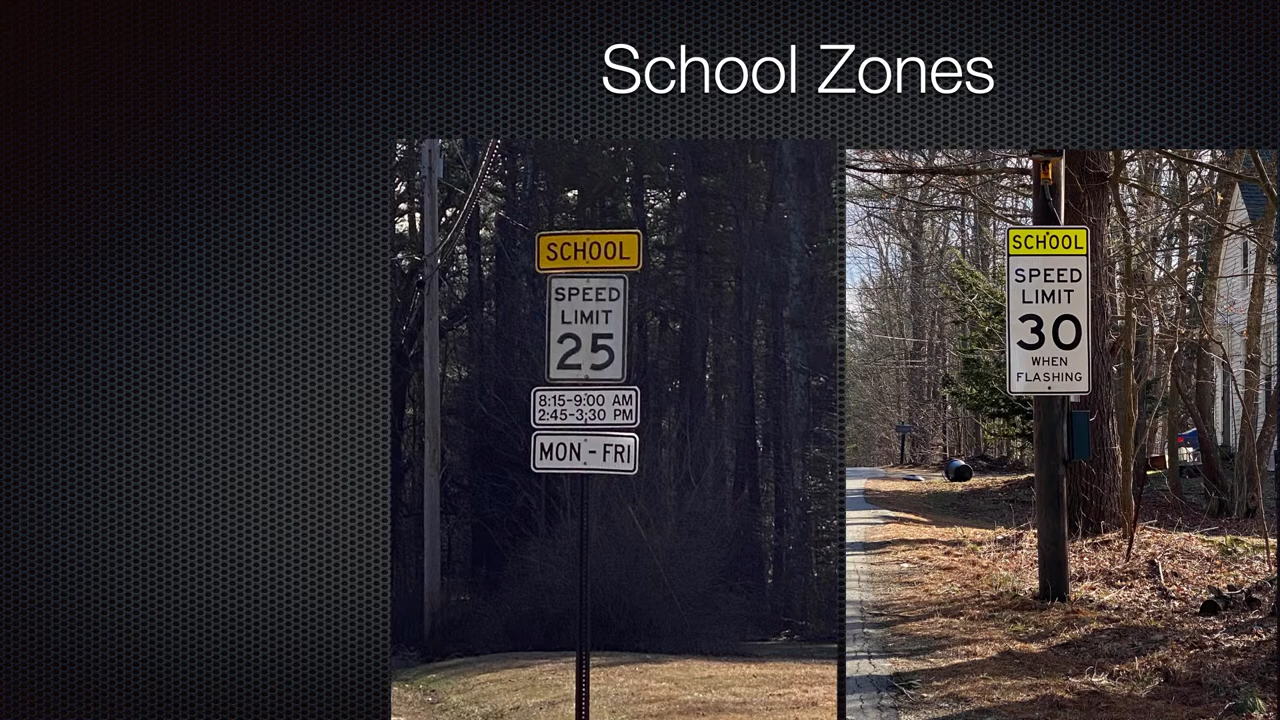 School Zones
SCHOOL
SPEED
LIMIT
25
8:15-9:00 AM
2:45-3:30 PM
MON - FRI
SCHOOL
SPEED
LIMIT
30
WHEN
FLASHING